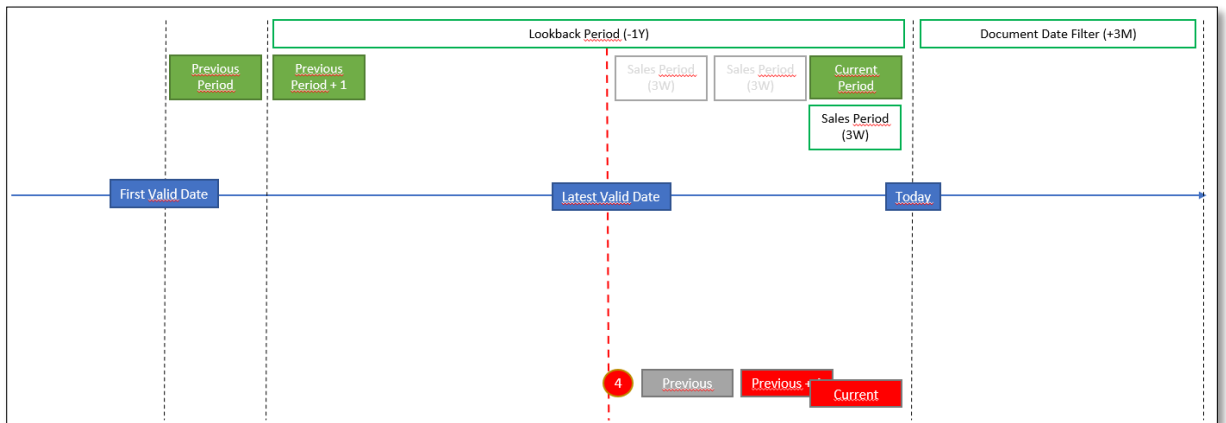 Lookback Period (-1Y)
Document Date Filter (+3M)
Previous
Period
Previous
Period + 1
Sales Period
(3W)
Sales Period
(3W)
Current
Period
Sales Period
(3W)
First Valid Date
Latest Valid Date
Today
4
Previous
Previous +
Current